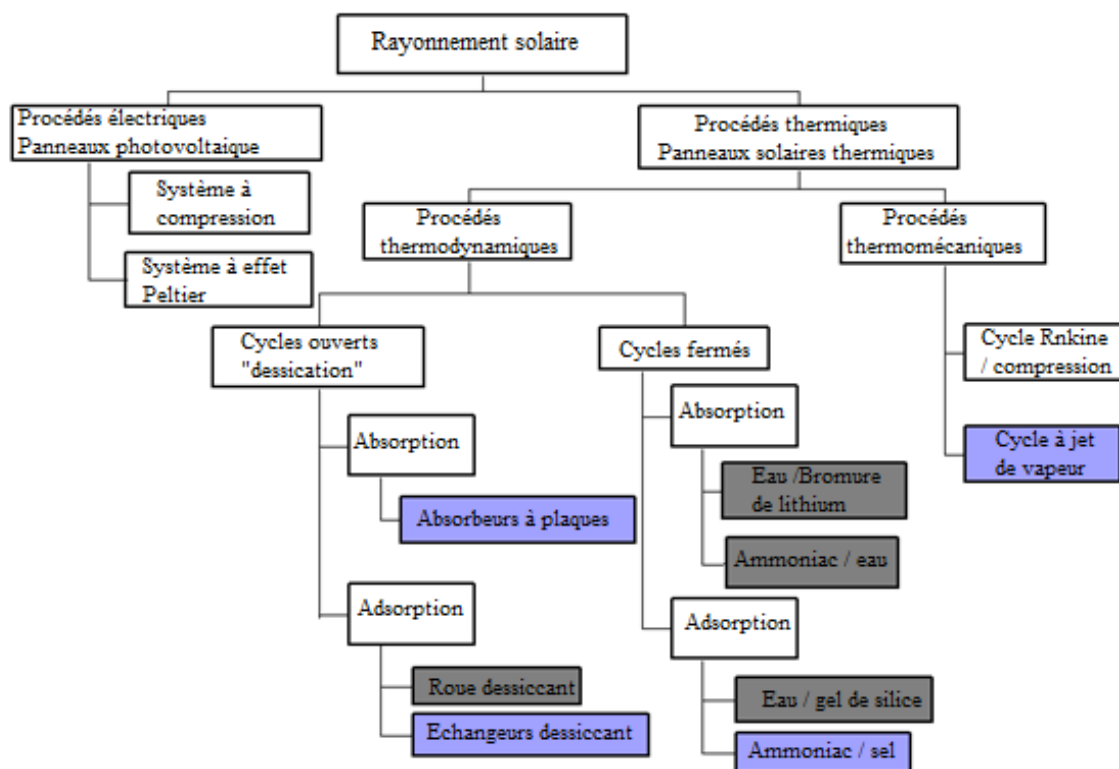 Rayonnement solaire
Procédés électriques
Panneaux photovoltaique
Système à
compression
Système à effet
Peltier
Procédés thermiques
Panneaux solaires thermiques
Procédés
thermodynamiques
Procédés
thermomécaniques
Cycles ouverts
"dessication"
Absorption
Absorbeurs à plaques
Adsorption
Roue dessiccant
Echangeurs dessiccant
Cycles fermés
Absorption
Eau /Bromure
de lithium
Ammoniac / eau
Adsorption
Eau / gel de silice
Ammoniac / sel
Cycle Rnkine
/ compression
Cycle à jet
de vapeur